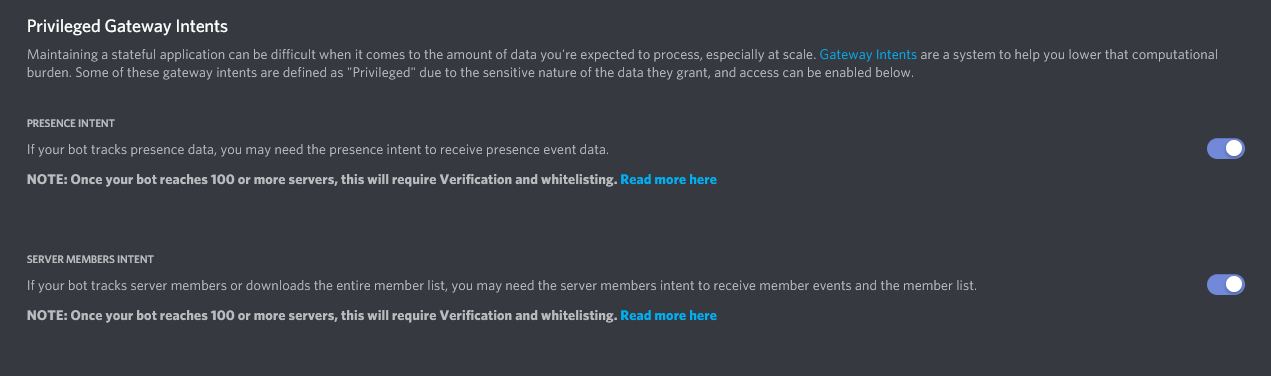 Privileged Gateway Intents
Maintaining a stateful application can be difficult when it comes to the amount of data you're expected to process, especially at scale. Gateway Intents are a system to help you lower that computational
burden. Some of these gateway intents are defined as "Privileged" due to the sensitive nature of the data they grant, and access can be enabled below.
PRESENCE INTENT
If your bot tracks presence data, you may need the presence intent to receive presence event data.
NOTE: Once your bot reaches 100 or more servers, this will require Verification and whitelisting. Read more here
SERVER MEMBERS INTENT
If your bot tracks server members or downloads the entire member list, you may need the server members intent to receive member events and the member list.
NOTE: Once your bot reaches 100 or more servers, this will require Verification and whitelisting. Read more here